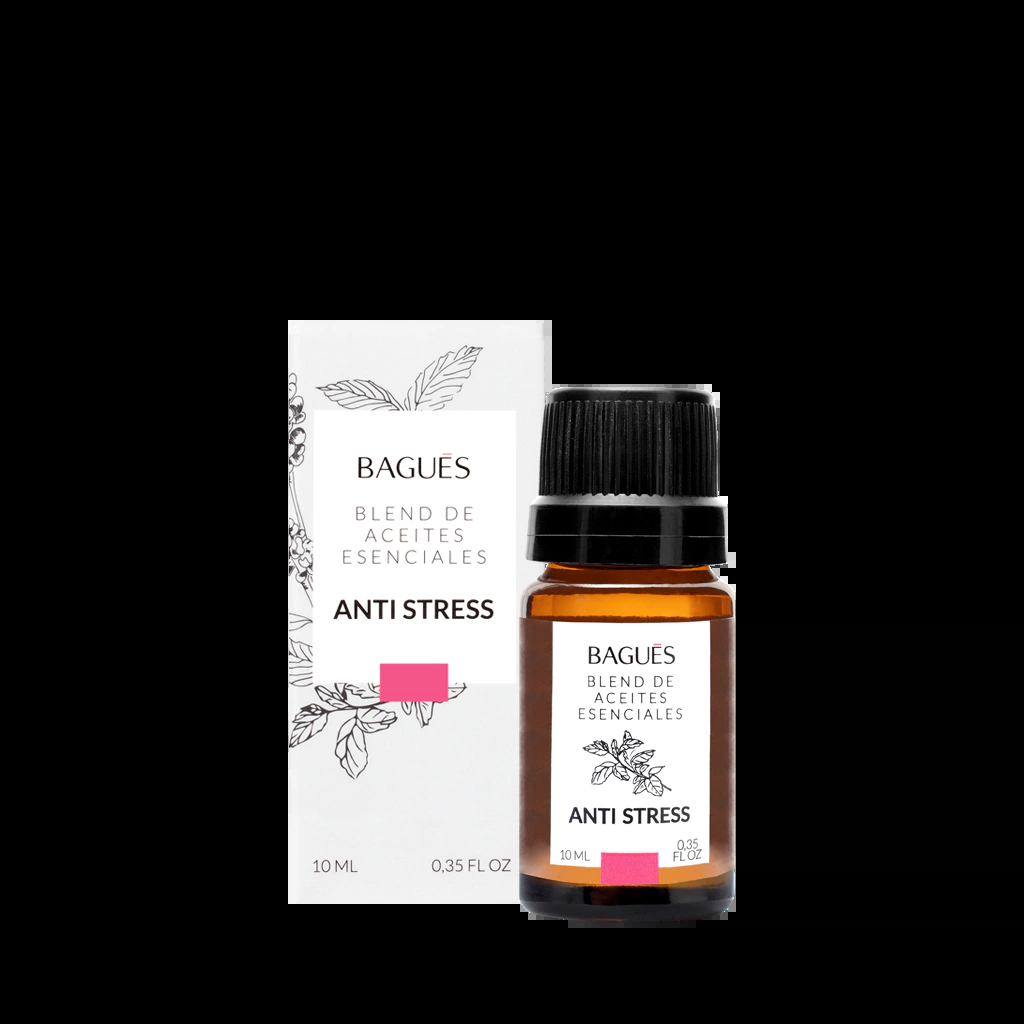 BAGUĒS
BLEND DE
ACEITES
ESENCIALES
ANTI STRESS
10 ML
0,35 FL OZ
BAGUĒS
BLEND DE
ACEITES
ESENCIALES
ANTI STRESS
10 ML
0,35
FL OZ